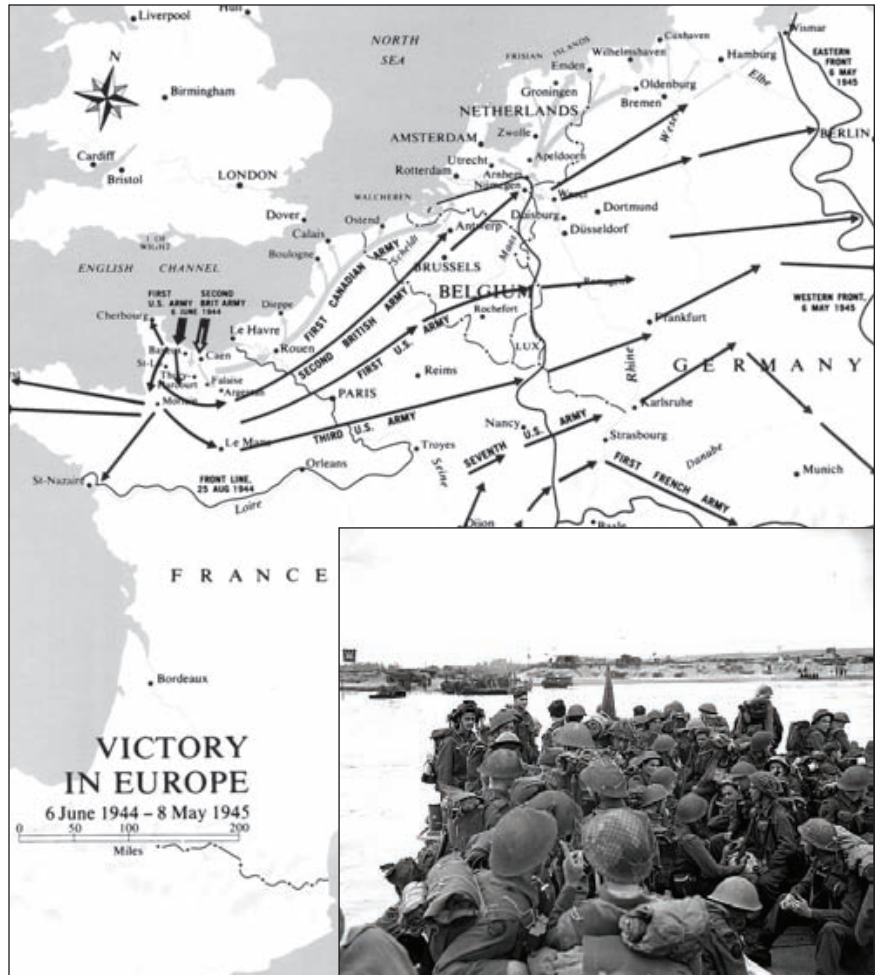 Liverpool
Hull
NORTH
SEA
N
Birmingham
Cardiff
Bristol
LONDON
FRISIAN ISLANDS
Cuxhaven
Wismar
Wilhelmshaven
Hamburg
Emden
EASTERN
FRONT
6 MAY
1945
Groningen
Oldenburg
Elbe
Bremen
NETHERLANDS
Weser
BERLIN
Zwolle
AMSTERDAM
Utrecht
Apeldoorn
Rotterdam
Arnhem
Nijmegen
WALCHEREN
Wesel
Dover
Calais
Ostend
Antwerp
Duisburg
Dortmund
Düsseldorf
Boulogne
Scheldt
Maas
I OF
WIGHT
BRUSSELS
ENGLISH CHANNEL
FIRST CANADIAN ARMY
BELGIUM
FIRST
U.S. ARMY
SECOND
BRIT ARMY
6 JUNE 1944
Dieppe
SECOND BRITISH ARMY
Rochefort
WESTERN FRONT,
6 MAY 1945
Cherbourg
Le Havre
FIRST U.S. ARMY
Frankfurt
Rouen
LUX
Caen
Reims
Rhine
GERMANY
Falaise
Argentan
PARIS
Mortain
Karlsruhe
THIRD U.S. ARMY
Nancy
SEVENTH U.S. ARMY
Strasbourg
Le Mans
Troyes
Danube
Orleans
Seine
FIRST FRENCH ARMY
Munich
St-Nazaire
FRONT LINE,
25 AUG 1944
Loire
Dijon
Basle
FRANCE
Bordeaux
VICTORY
IN EUROPE
6 June 1944 – 8 May 1945
0 100 200
Miles